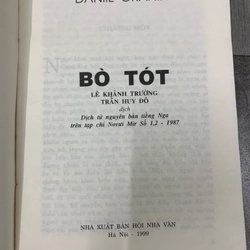 BÒ TÓT
LÊ KHÁNH TRƯỜNG
TRẦN HUY ĐÔ
dịch
Dịch từ nguyên bản tiếng Nga
trên tạp chí Novưi Mir Số 1,2 - 1987
NHÀ XUẤT BẢN HỘI NHÀ VĂN
Hà Nội - 1990